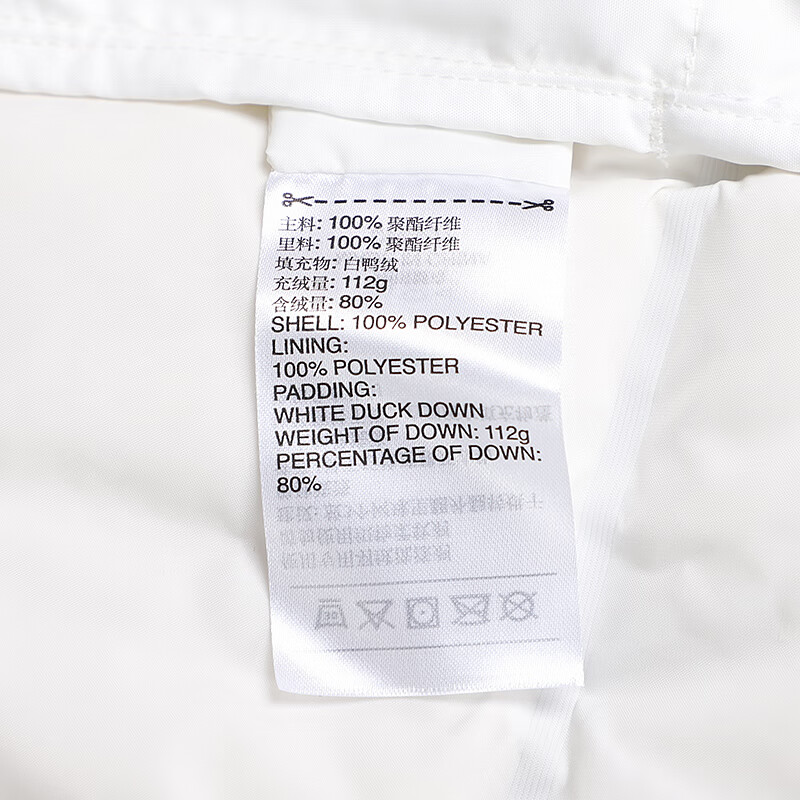 主料: 100% 聚酯纤维
里料: 100% 聚酯纤维
填充物: 白鸭绒
充绒量: 112g
含绒量: 80%
SHELL: 100% POLYESTER
LINING:
100% POLYESTER
PADDING:
WHITE DUCK DOWN
WEIGHT OF DOWN: 112g
PERCENTAGE OF DOWN:
80%